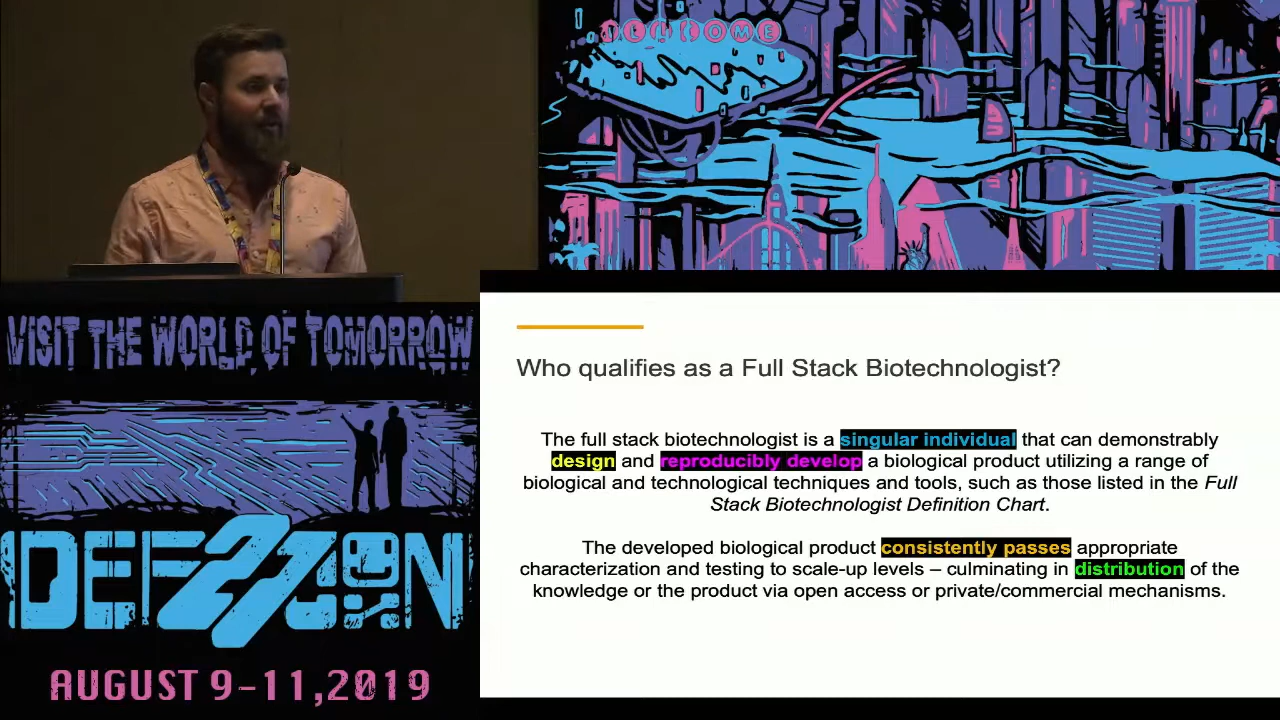 WELCOME
VISIT THE WORLD OF TOMORROW
DEFCON
27
AUGUST 9-11,2019
Who qualifies as a Full Stack Biotechnologist?
The full stack biotechnologist is a singular individual that can demonstrably
design and reproducibly develop a biological product utilizing a range of
biological and technological techniques and tools, such as those listed in the Full
Stack Biotechnologist Definition Chart.
The developed biological product consistently passes appropriate
characterization and testing to scale-up levels – culminating in distribution of the
knowledge or the product via open access or private/commercial mechanisms.